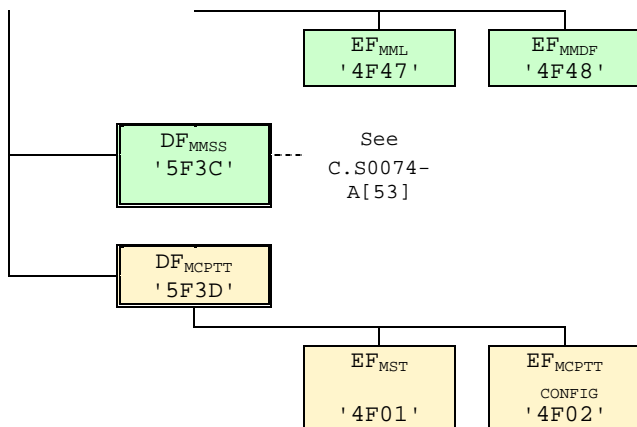 EFMML
'4F47'
EFMMDF
'4F48'
DFMMSS
'5F3C'
See
C.S0074-
A[53]
DFMCPTT
'5F3D'
EFMST
'4F01'
EFMCPTT
CONFIG
'4F02'